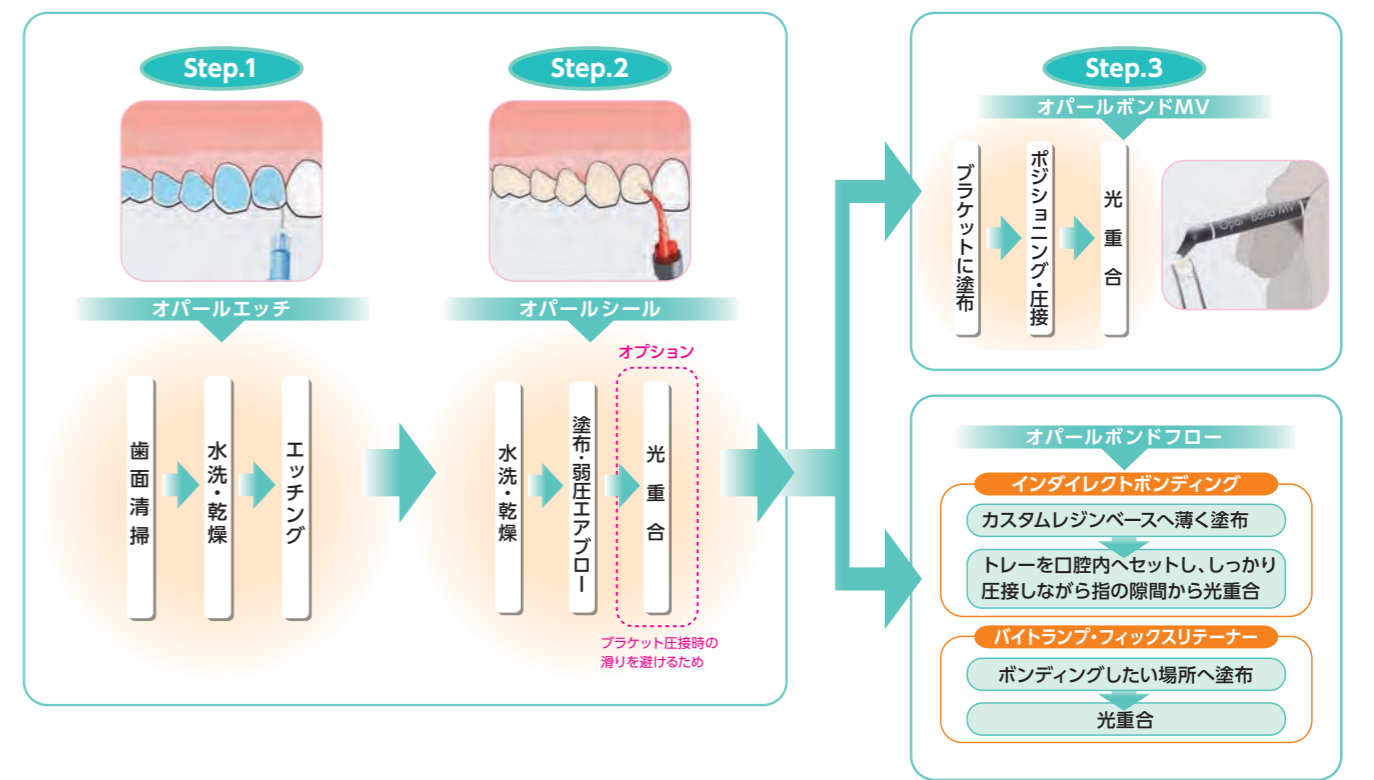 Step.1
オパールエッチ
歯面清掃
水洗・乾燥
エッチング
Step.2
オパールシール
オプション
水洗・乾燥
塗布・弱圧エアブロー
光重合
ブラケット圧接時の
滑りを避けるため
Step.3
オパールボンドMV
ブラケットに塗布
ポジショニング・圧接
光重合
Opal Bond MV
オパールボンドフロー
インダイレクトボンディング
カスタムレジンベースへ薄く塗布
トレーを口腔内へセットし、しっかり
圧接しながら指の隙間から光重合
バイトランプ・フィックスリテーナー
ボンディングしたい場所へ塗布
光重合